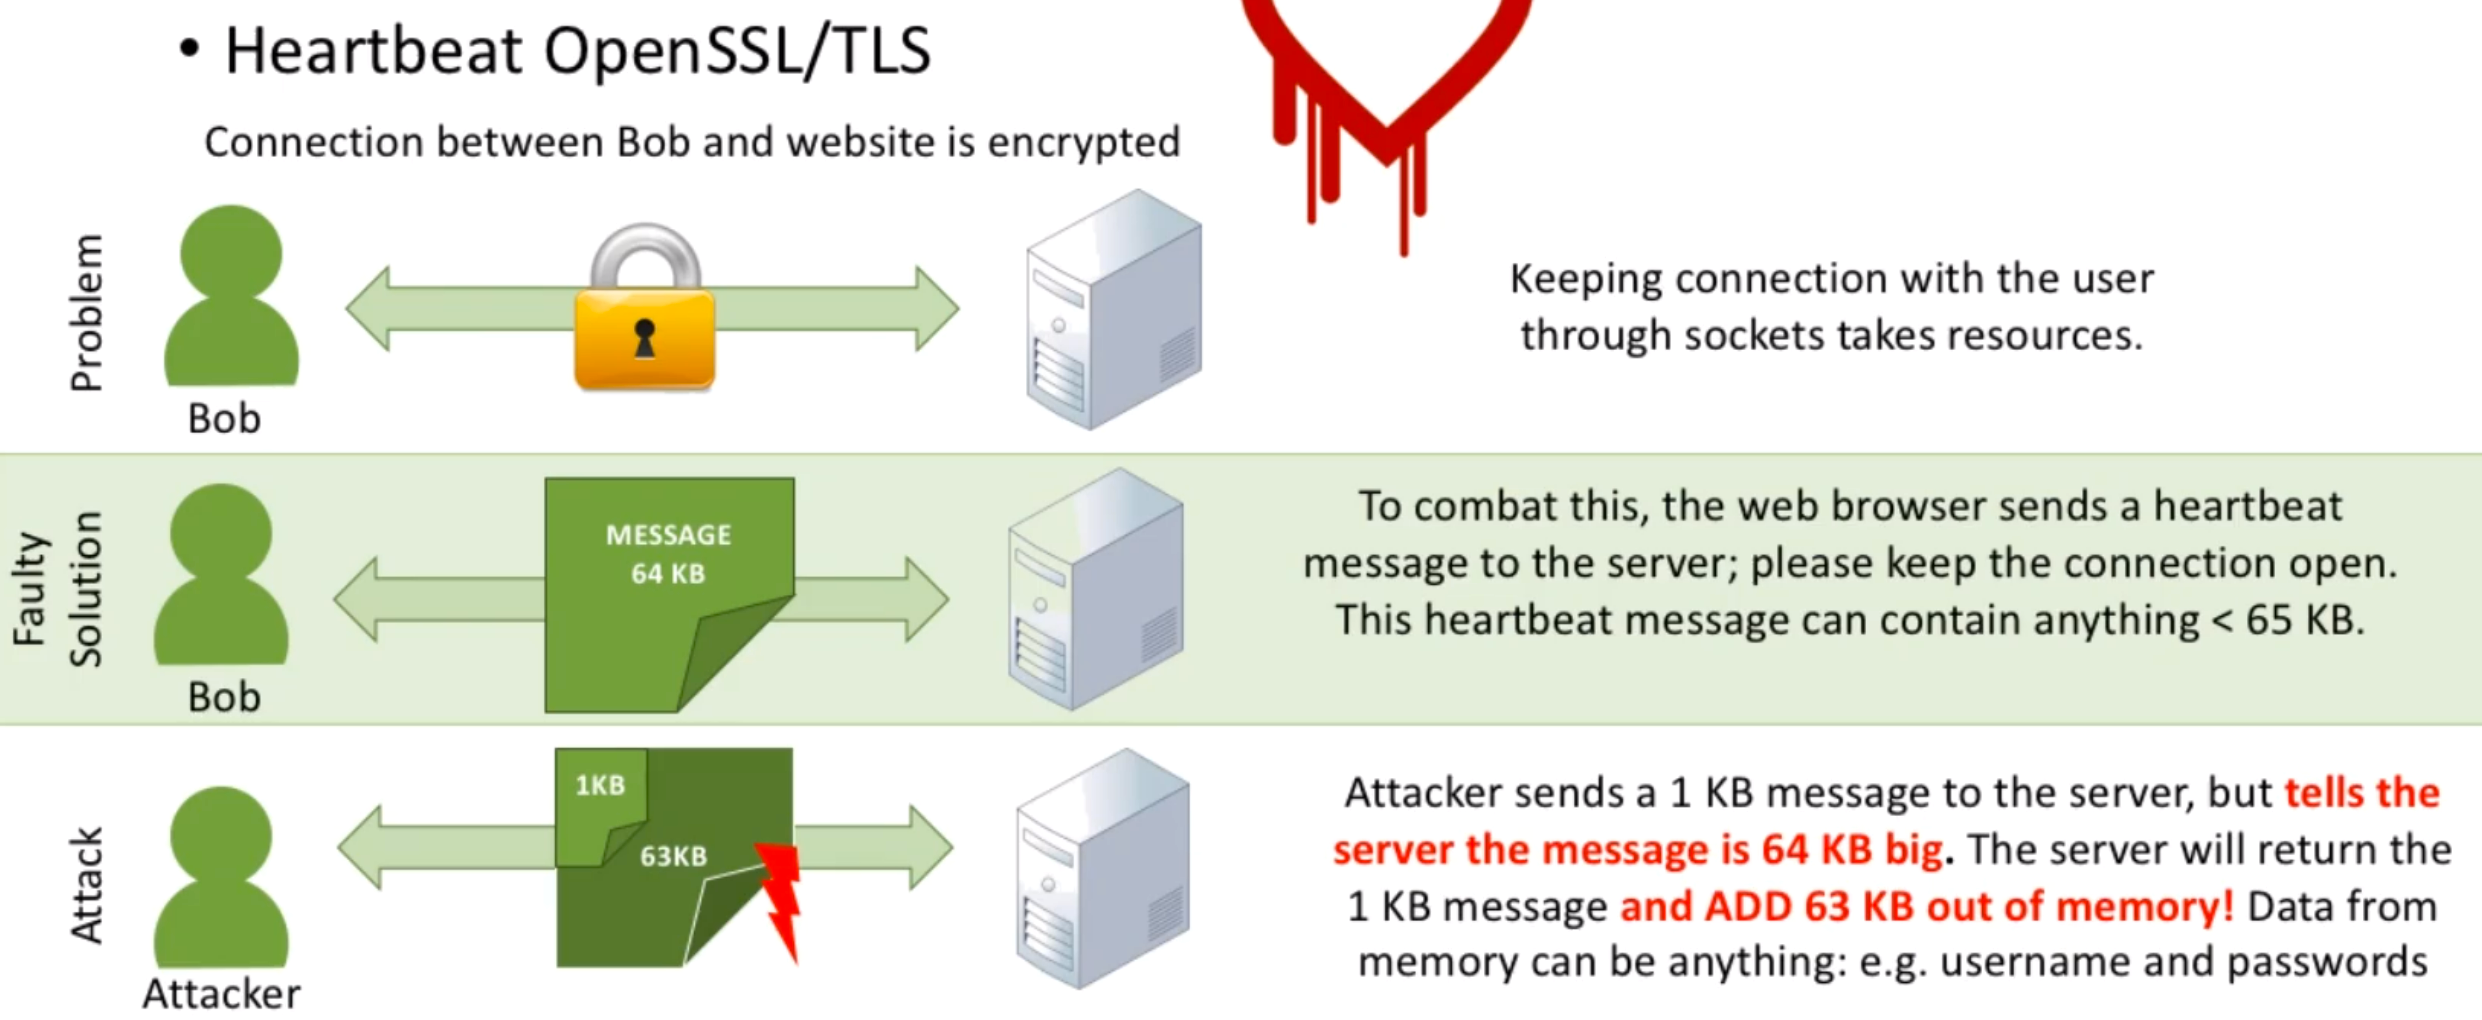 • Heartbeat OpenSSL/TLS
Connection between Bob and website is encrypted
Problem
Bob
Keeping connection with the user
through sockets takes resources.
Faulty
Solution
Bob
MESSAGE
64 KB
To combat this, the web browser sends a heartbeat
message to the server; please keep the connection open.
This heartbeat message can contain anything < 65 KB.
Attack
Attacker
1KB
63KB
Attacker sends a 1 KB message to the server, but tells the
server the message is 64 KB big. The server will return the
1 KB message and ADD 63 KB out of memory! Data from
memory can be anything: e.g. username and passwords